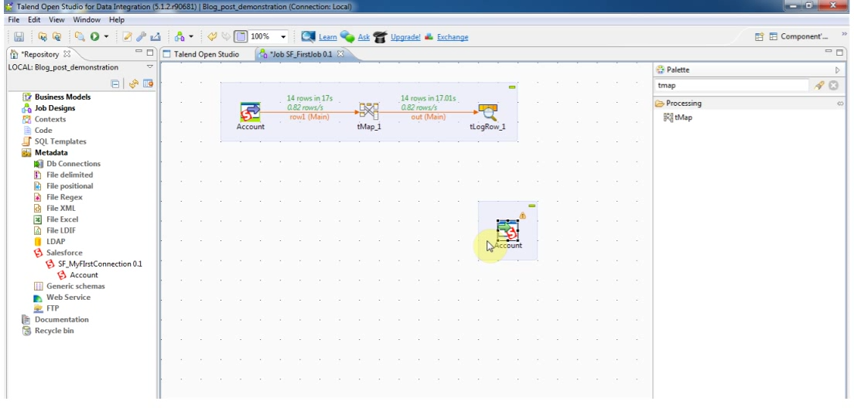 Talend Open Studio for Data Integration (5.1.2.r90681) | Blog_post_demonstration (Connection: Local)
File Edit View Window Help
100% Learn Ask Upgrade! Exchange Component'...
*Repository
Talend Open Studio *Job SF_FirstJob 0.1
LOCAL: Blog_post_demonstration
Business Models
Job Designs
Contexts
Code
SQL Templates
Metadata
Db Connections
File delimited
File positional
File Regex
File XML
File Excel
File LDIF
LDAP
Salesforce
SF_MyFIrstConnection 0.1
Account
Generic schemas
Web Service
FTP
Documentation
Recycle bin
14 rows in 17s
0.82 rows/s
row1 (Main)
14 rows in 17.01s
0.82 rows/s
out (Main)
Account
tMap_1
tLogRow_1
Account
Palette
tmap
Processing
tMap